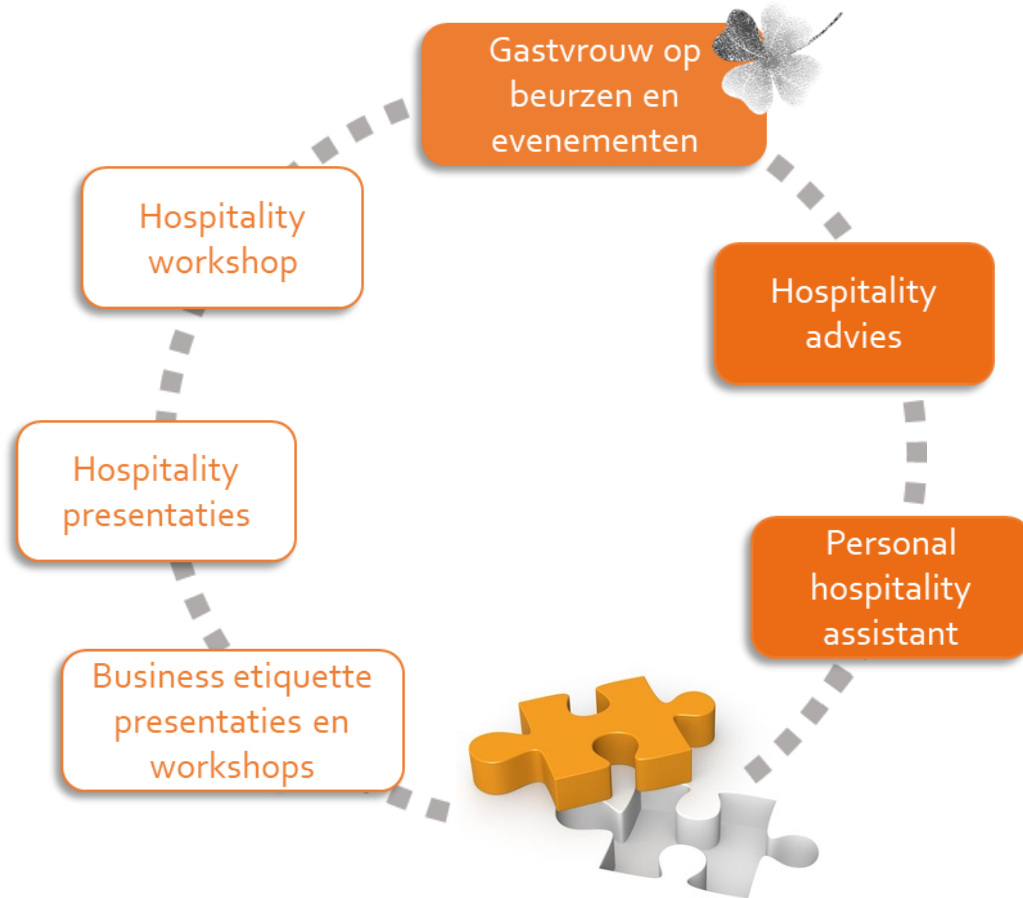 Gastvrouw op
beurzen en
evenementen
Hospitality
advies
Personal
hospitality
assistant
Business etiquette
presentaties en
workshops
Hospitality
presentaties
Hospitality
workshop